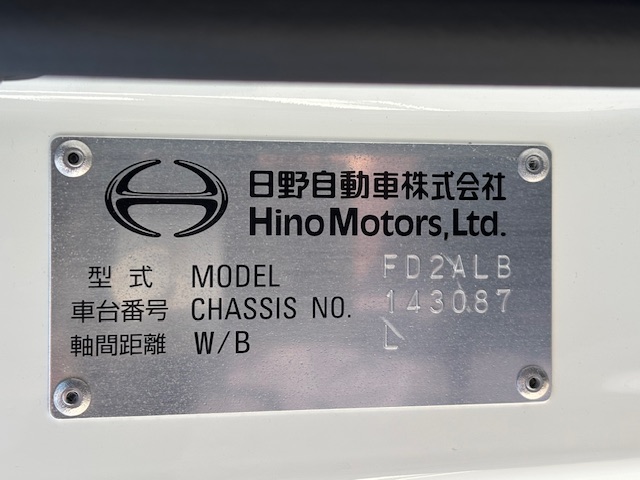 日野自動車株式会社
Hino Motors, Ltd.
型式 MODEL FD2ALB
車台番号 CHASSIS NO. 143087
軸間距離 W/B L